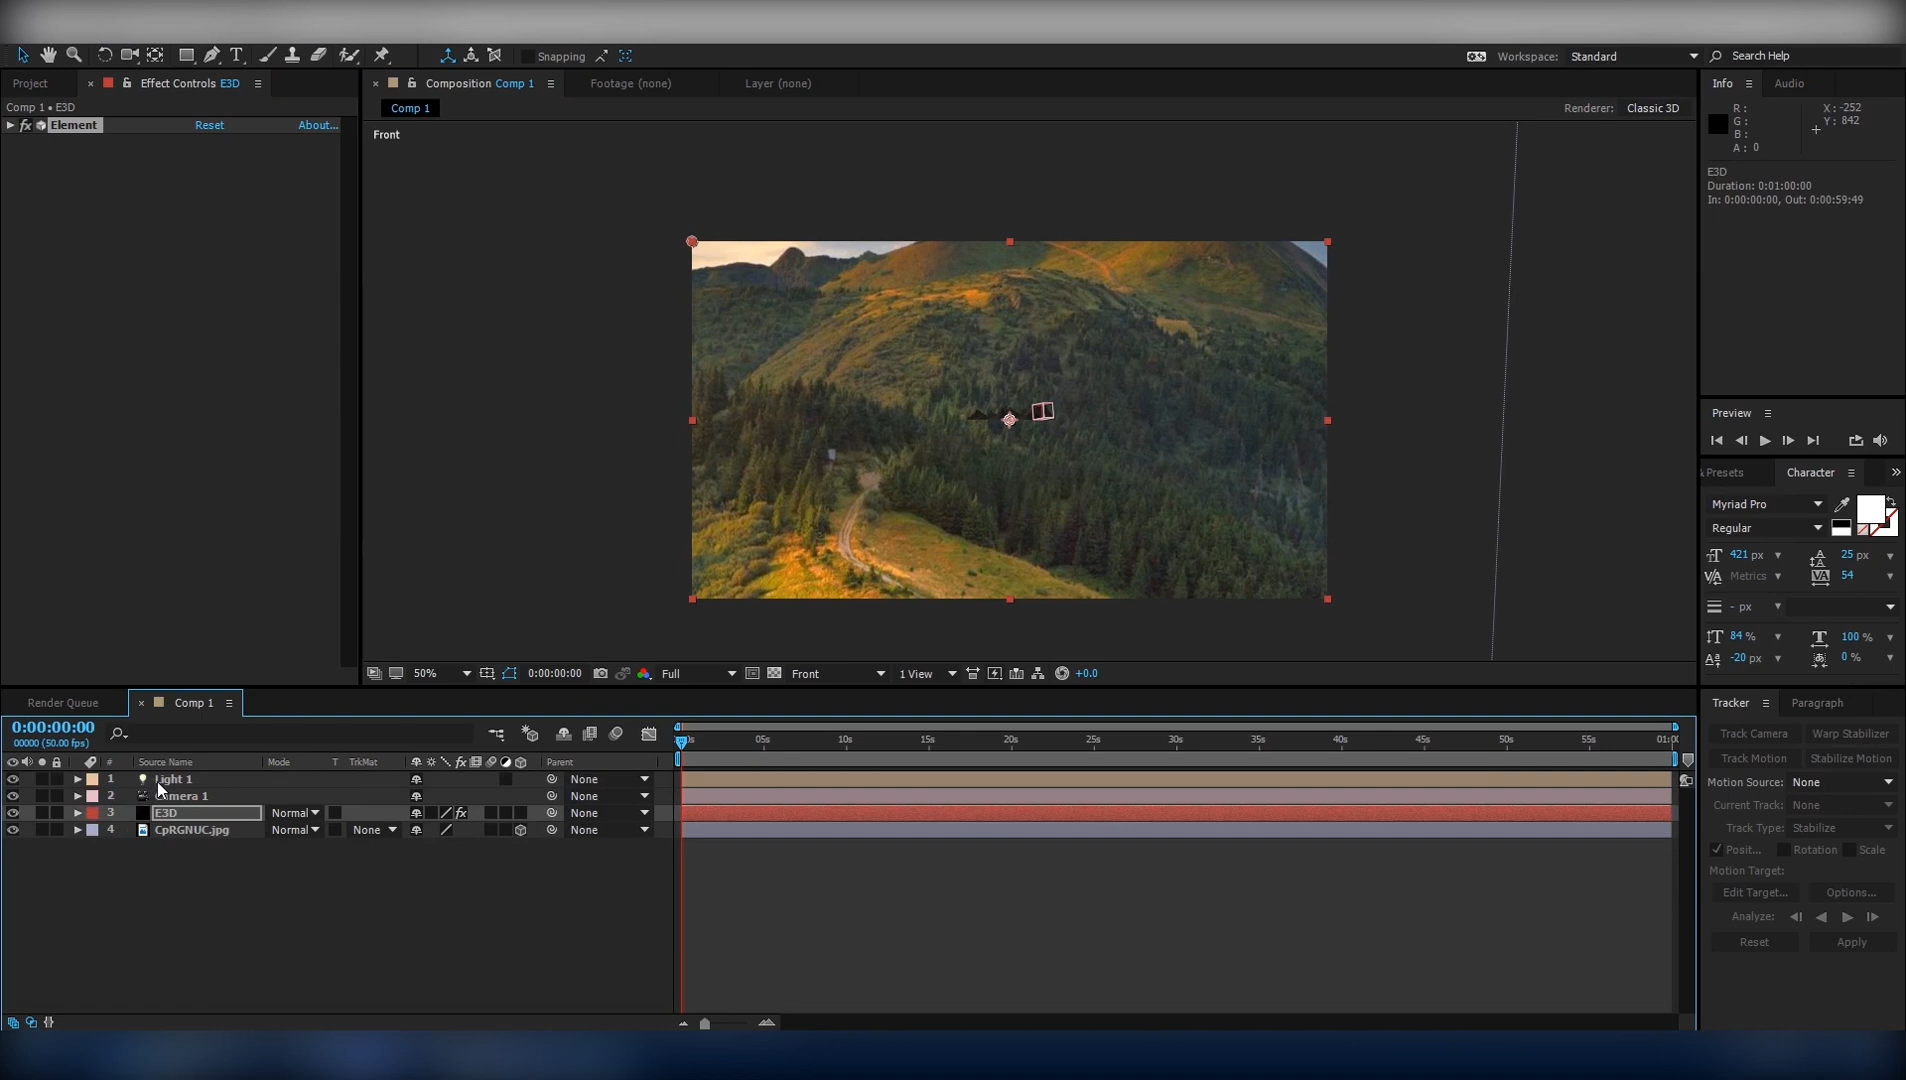 Snapping
Workspace: Standard
Search Help
Project
Effect Controls E3D
Composition Comp 1
Footage (none)
Layer (none)
Info
Audio
Comp 1 • E3D
Comp 1
Renderer: Classic 3D
fx Element Reset About...
Front
R :
G :
B :
A : 0
X : -252
Y : 842
E3D
Duration: 0:01:00:00
In: 0:00:00:00, Out: 0:00:59:49
Preview
& Presets
Character
Myriad Pro
Regular
421 px
25 px
Metrics
54
- px
84 %
100 %
-20 px
0 %
50%
0:00:00:00
Full
Front
1 View
+0.0
Render Queue
Comp 1
Tracker
Paragraph
0:00:00:00
00000 (50.00 fps)
05s 10s 15s 20s 25s 30s 35s 40s 45s 50s 55s 01:0
# Source Name Mode T TrkMat fx Parent
1 Light 1 None
2 Camera 1 None
3 E3D Normal fx None
4 CpRGNUC.jpg Normal None None
Track Camera
Warp Stabilizer
Track Motion
Stabilize Motion
Motion Source: None
Current Track: None
Track Type: Stabilize
Posit... Rotation Scale
Motion Target:
Edit Target...
Options...
Analyze:
Reset
Apply